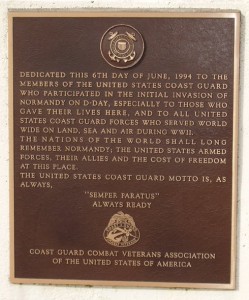 DEDICATED THIS 6TH DAY OF JUNE, 1994 TO THE
MEMBERS OF THE UNITED STATES COAST GUARD
WHO PARTICIPATED IN THE INITIAL INVASION OF
NORMANDY ON D-DAY, ESPECIALLY TO THOSE WHO
GAVE THEIR LIVES HERE, AND TO ALL UNITED
STATES COAST GUARD FORCES WHO SERVED WORLD
WIDE ON LAND, SEA AND AIR DURING WWII.
THE NATIONS OF THE WORLD SHALL LONG
REMEMBER NORMANDY; THE UNITED STATES ARMED
FORCES, THEIR ALLIES AND THE COST OF FREEDOM
AT THIS PLACE.
THE UNITED STATES COAST GUARD MOTTO IS, AS
ALWAYS,
"SEMPER PARATUS"
ALWAYS READY
COAST GUARD COMBAT VETERANS ASSOCIATION
OF THE UNITED STATES OF AMERICA